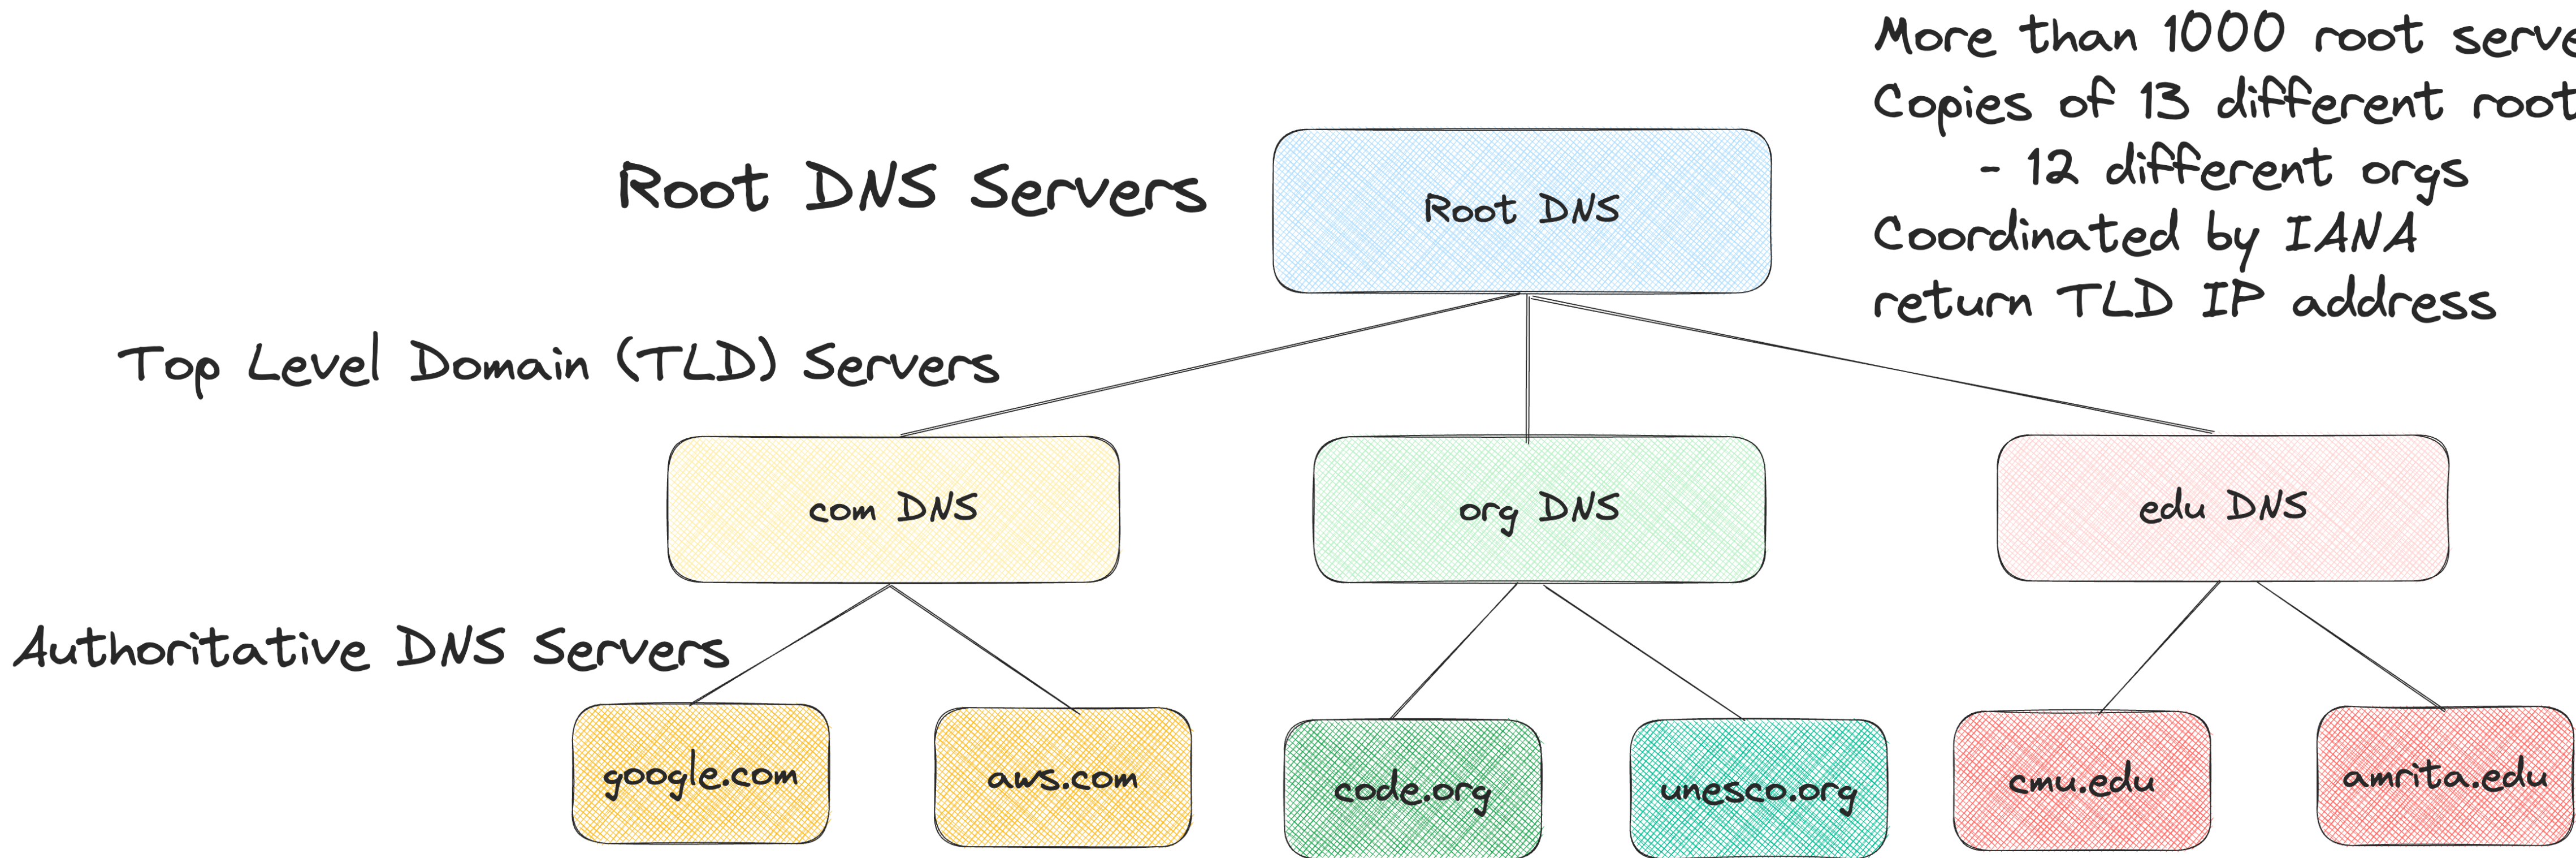 More than 1000 root
Copies of 13 different root
Root DNS Servers
Root DNS
- 12 different orgs
Coordinated by IANA
return TLD IP address
Top Level Domain (TLD) Servers
com DNS
org DNS
edu DNS
Authoritative DNS Servers
google.com
aws.com
code.org
unesco.org
cmu.edu
amrita.edu